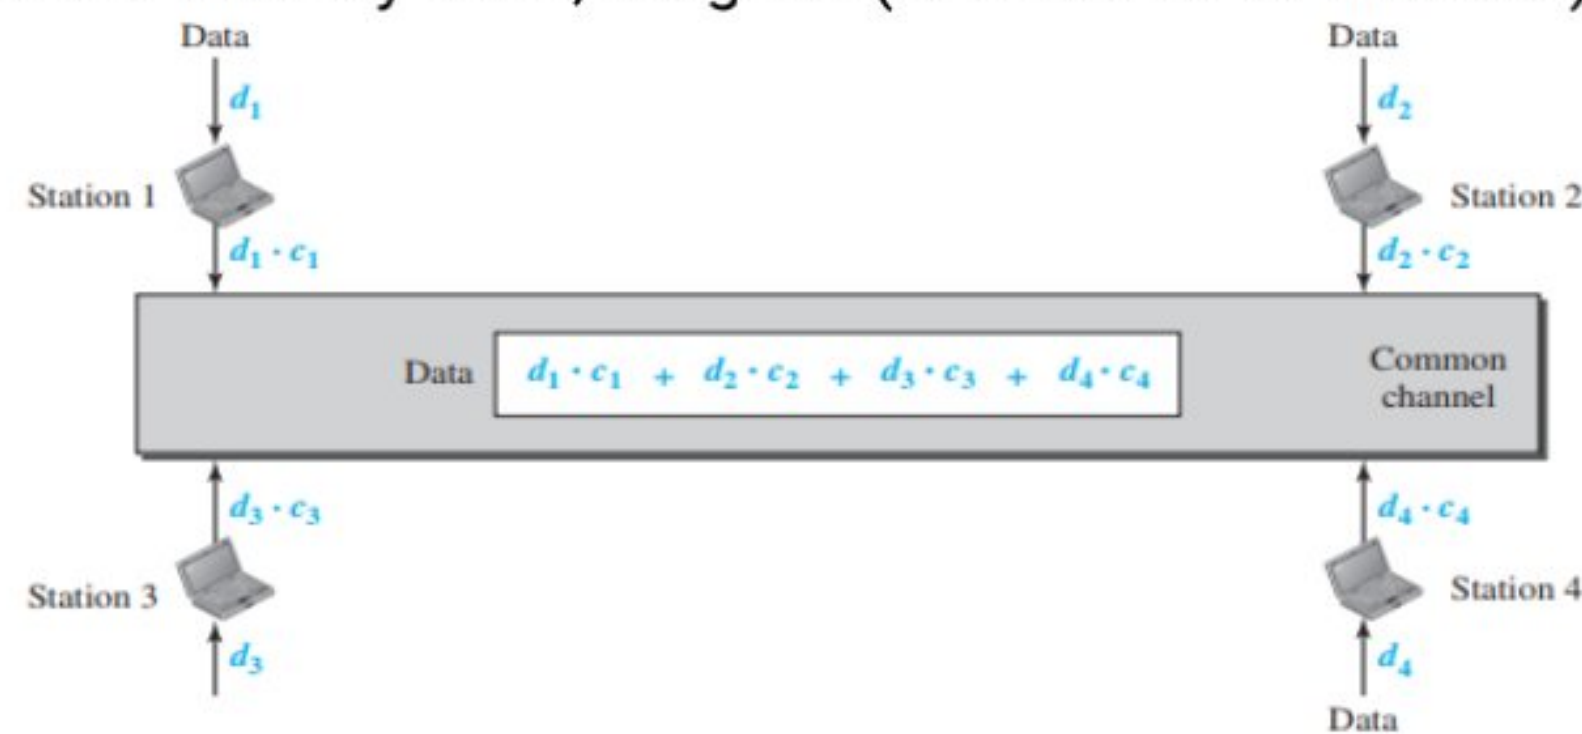 Data Data
d₁ d₂
Station 1 Station 2
d₁ · c₁ d₂ · c₂
Data d₁ · c₁ + d₂ · c₂ + d₃ · c₃ + d₄ · c₄ Common
channel
d₃ · c₃ d₄ · c₄
Station 3 Station 4
d₃ d₄
Data